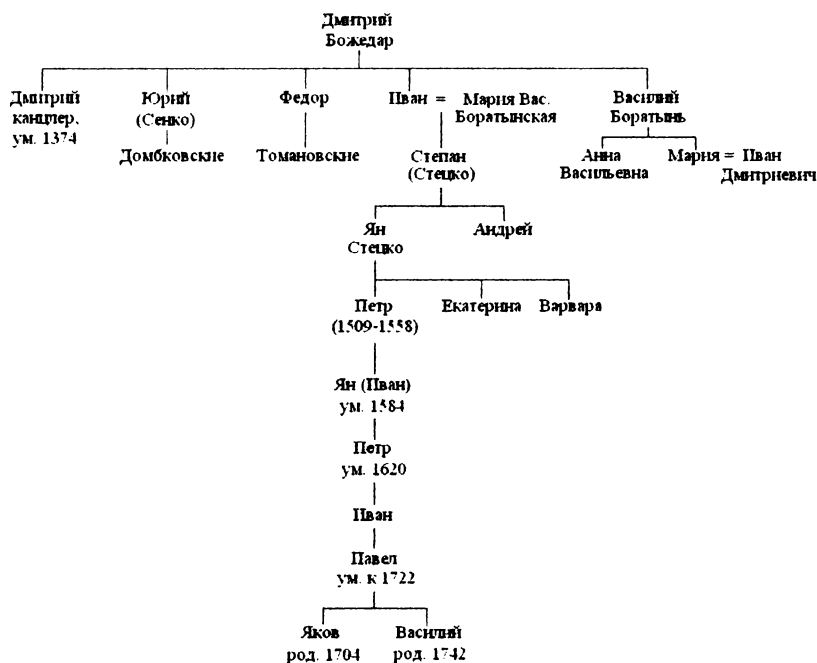 Дмитрий
Божедар
Дмитрий Юрий Федор Иван = Мария Вас. Василий
канцлер, (Сенко) Боратынская Боратынь
ум. 1374
Домбковские Томановские Степан Анна Мария = Иван
(Стецко) Васильевна Дмитриевич
Ян Андрей
Стецко
Петр Екатерина Варвара
(1509-1558)
Ян (Иван)
ум. 1584
Петр
ум. 1620
Иван
Павел
ум. к 1722
Яков Василий
род. 1704 род. 1742